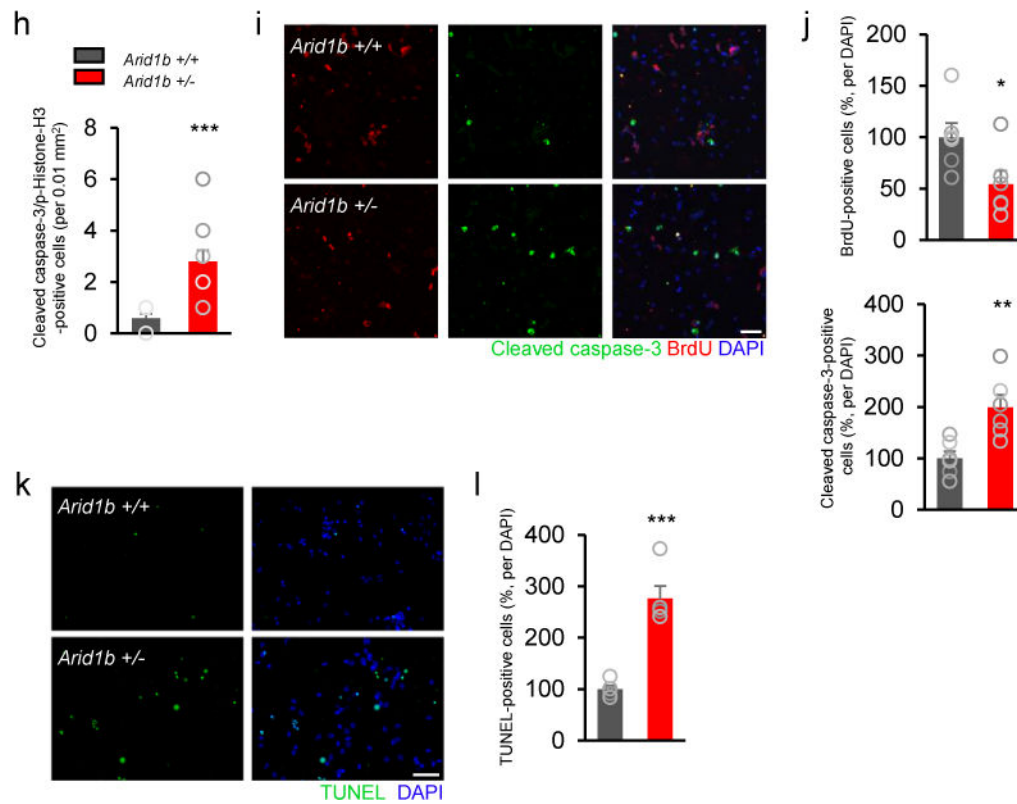 h
Arid1b +/+
Arid1b +/-
Cleaved caspase-3/p-Histone-H3
-positive cells (per 0.01 mm²)
8
6
4
2
0
***
i
Arid1b +/+
Arid1b +/-
Cleaved caspase-3 BrdU DAPI
j
BrdU-positive cells (%, per DAPI)
200
150
100
50
0
*
Cleaved caspase-3-positive
cells (%, per DAPI)
400
300
200
100
0
**
k
Arid1b +/+
Arid1b +/-
TUNEL DAPI
l
TUNEL-positive cells (%, per DAPI)
400
300
200
100
0
***